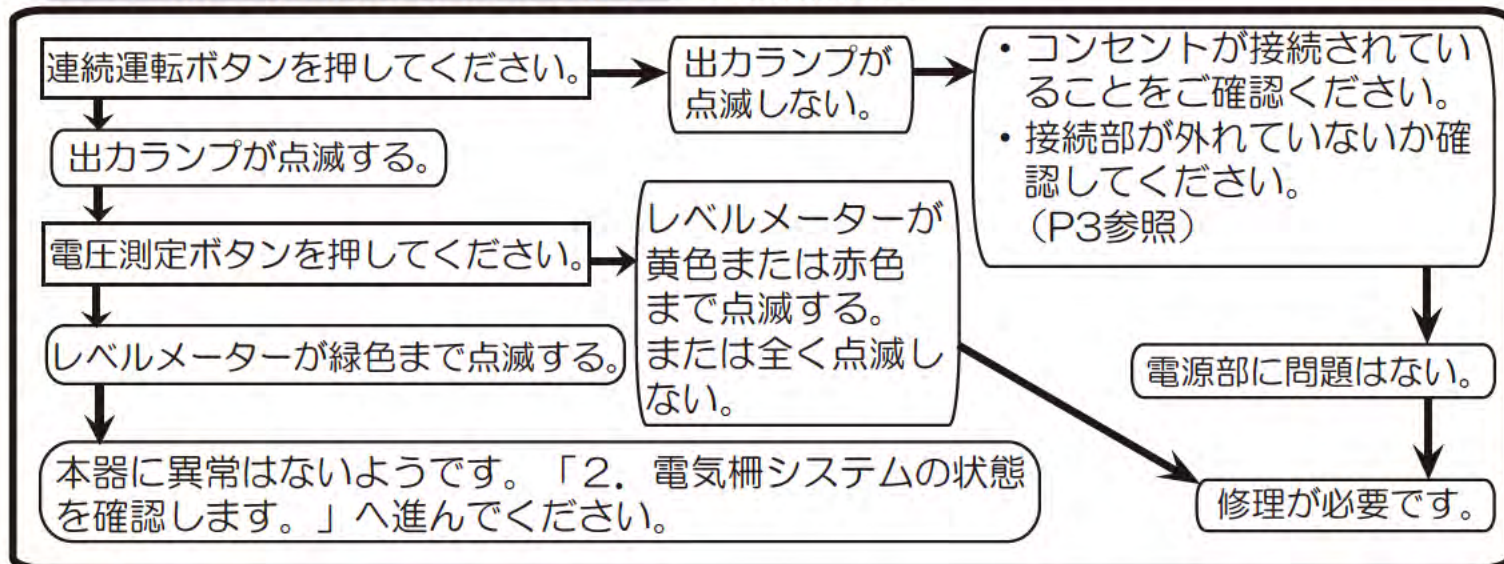 連続運転ボタンを押してください。
出力ランプが
点滅しない。
・コンセントが接続されてい
ることをご確認ください。
・接続部が外れていないか確
認してください。
（P3参照）
出力ランプが点滅する。
電圧測定ボタンを押してください。
レベルメーターが
黄色または赤色
まで点滅する。
または全く点滅し
ない。
レベルメーターが緑色まで点滅する。
電源部に問題はない。
本器に異常はないようです。「2．電気柵システムの状態
を確認します。」へ進んでください。
修理が必要です。